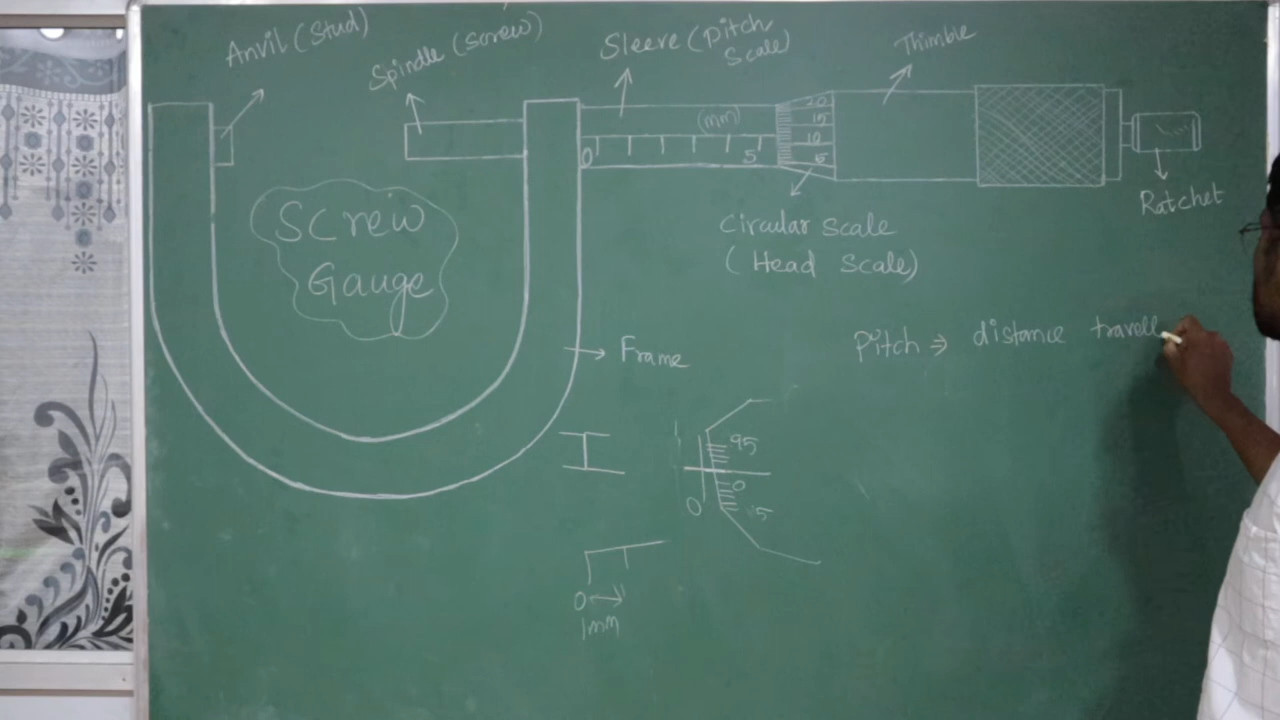 Anvil (Stud)
Spindle (Screw)
Sleeve (Pitch
Scale)
Thimble
(mm)
0 5
20
15
10
5
Ratchet
Screw
Gauge
Circular Scale
(Head Scale)
Frame
Pitch ⇒ distance travell
95
0
0
5
0
1mm